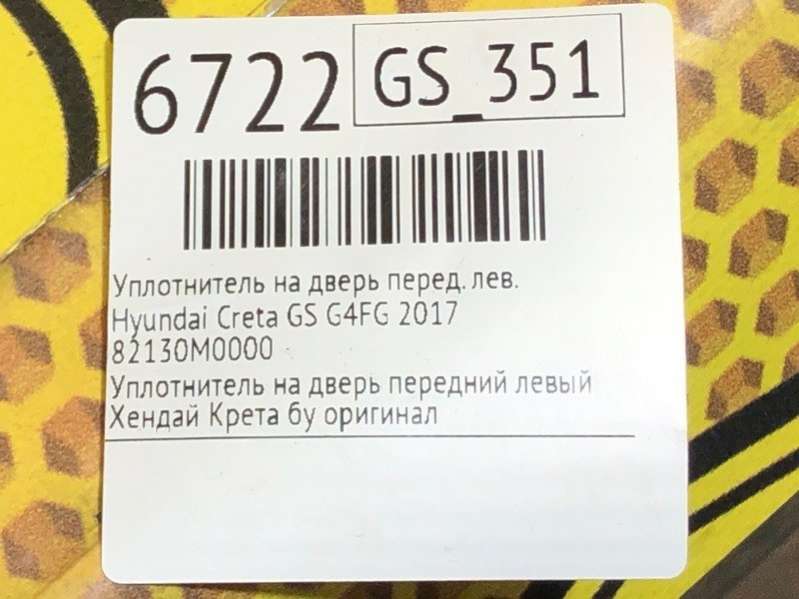 6722 GS_351
Уплотнитель на дверь перед. лев.
Hyundai Creta GS G4FG 2017
82130M0000
Уплотнитель на дверь передний левый
Хендай Крета бу оригинал